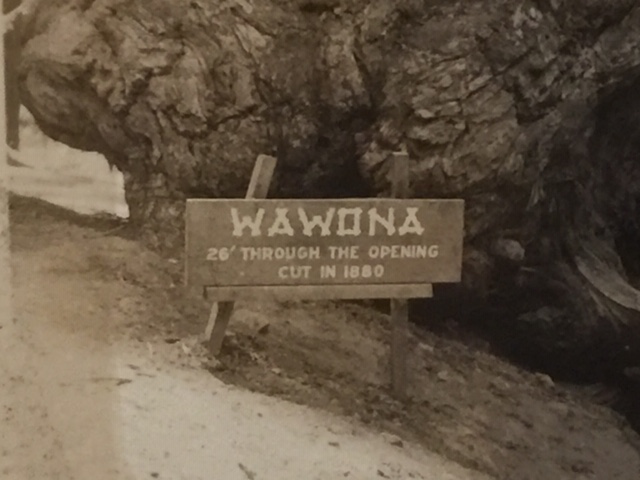 WAWONA
26' THROUGH THE OPENING
CUT IN 1880